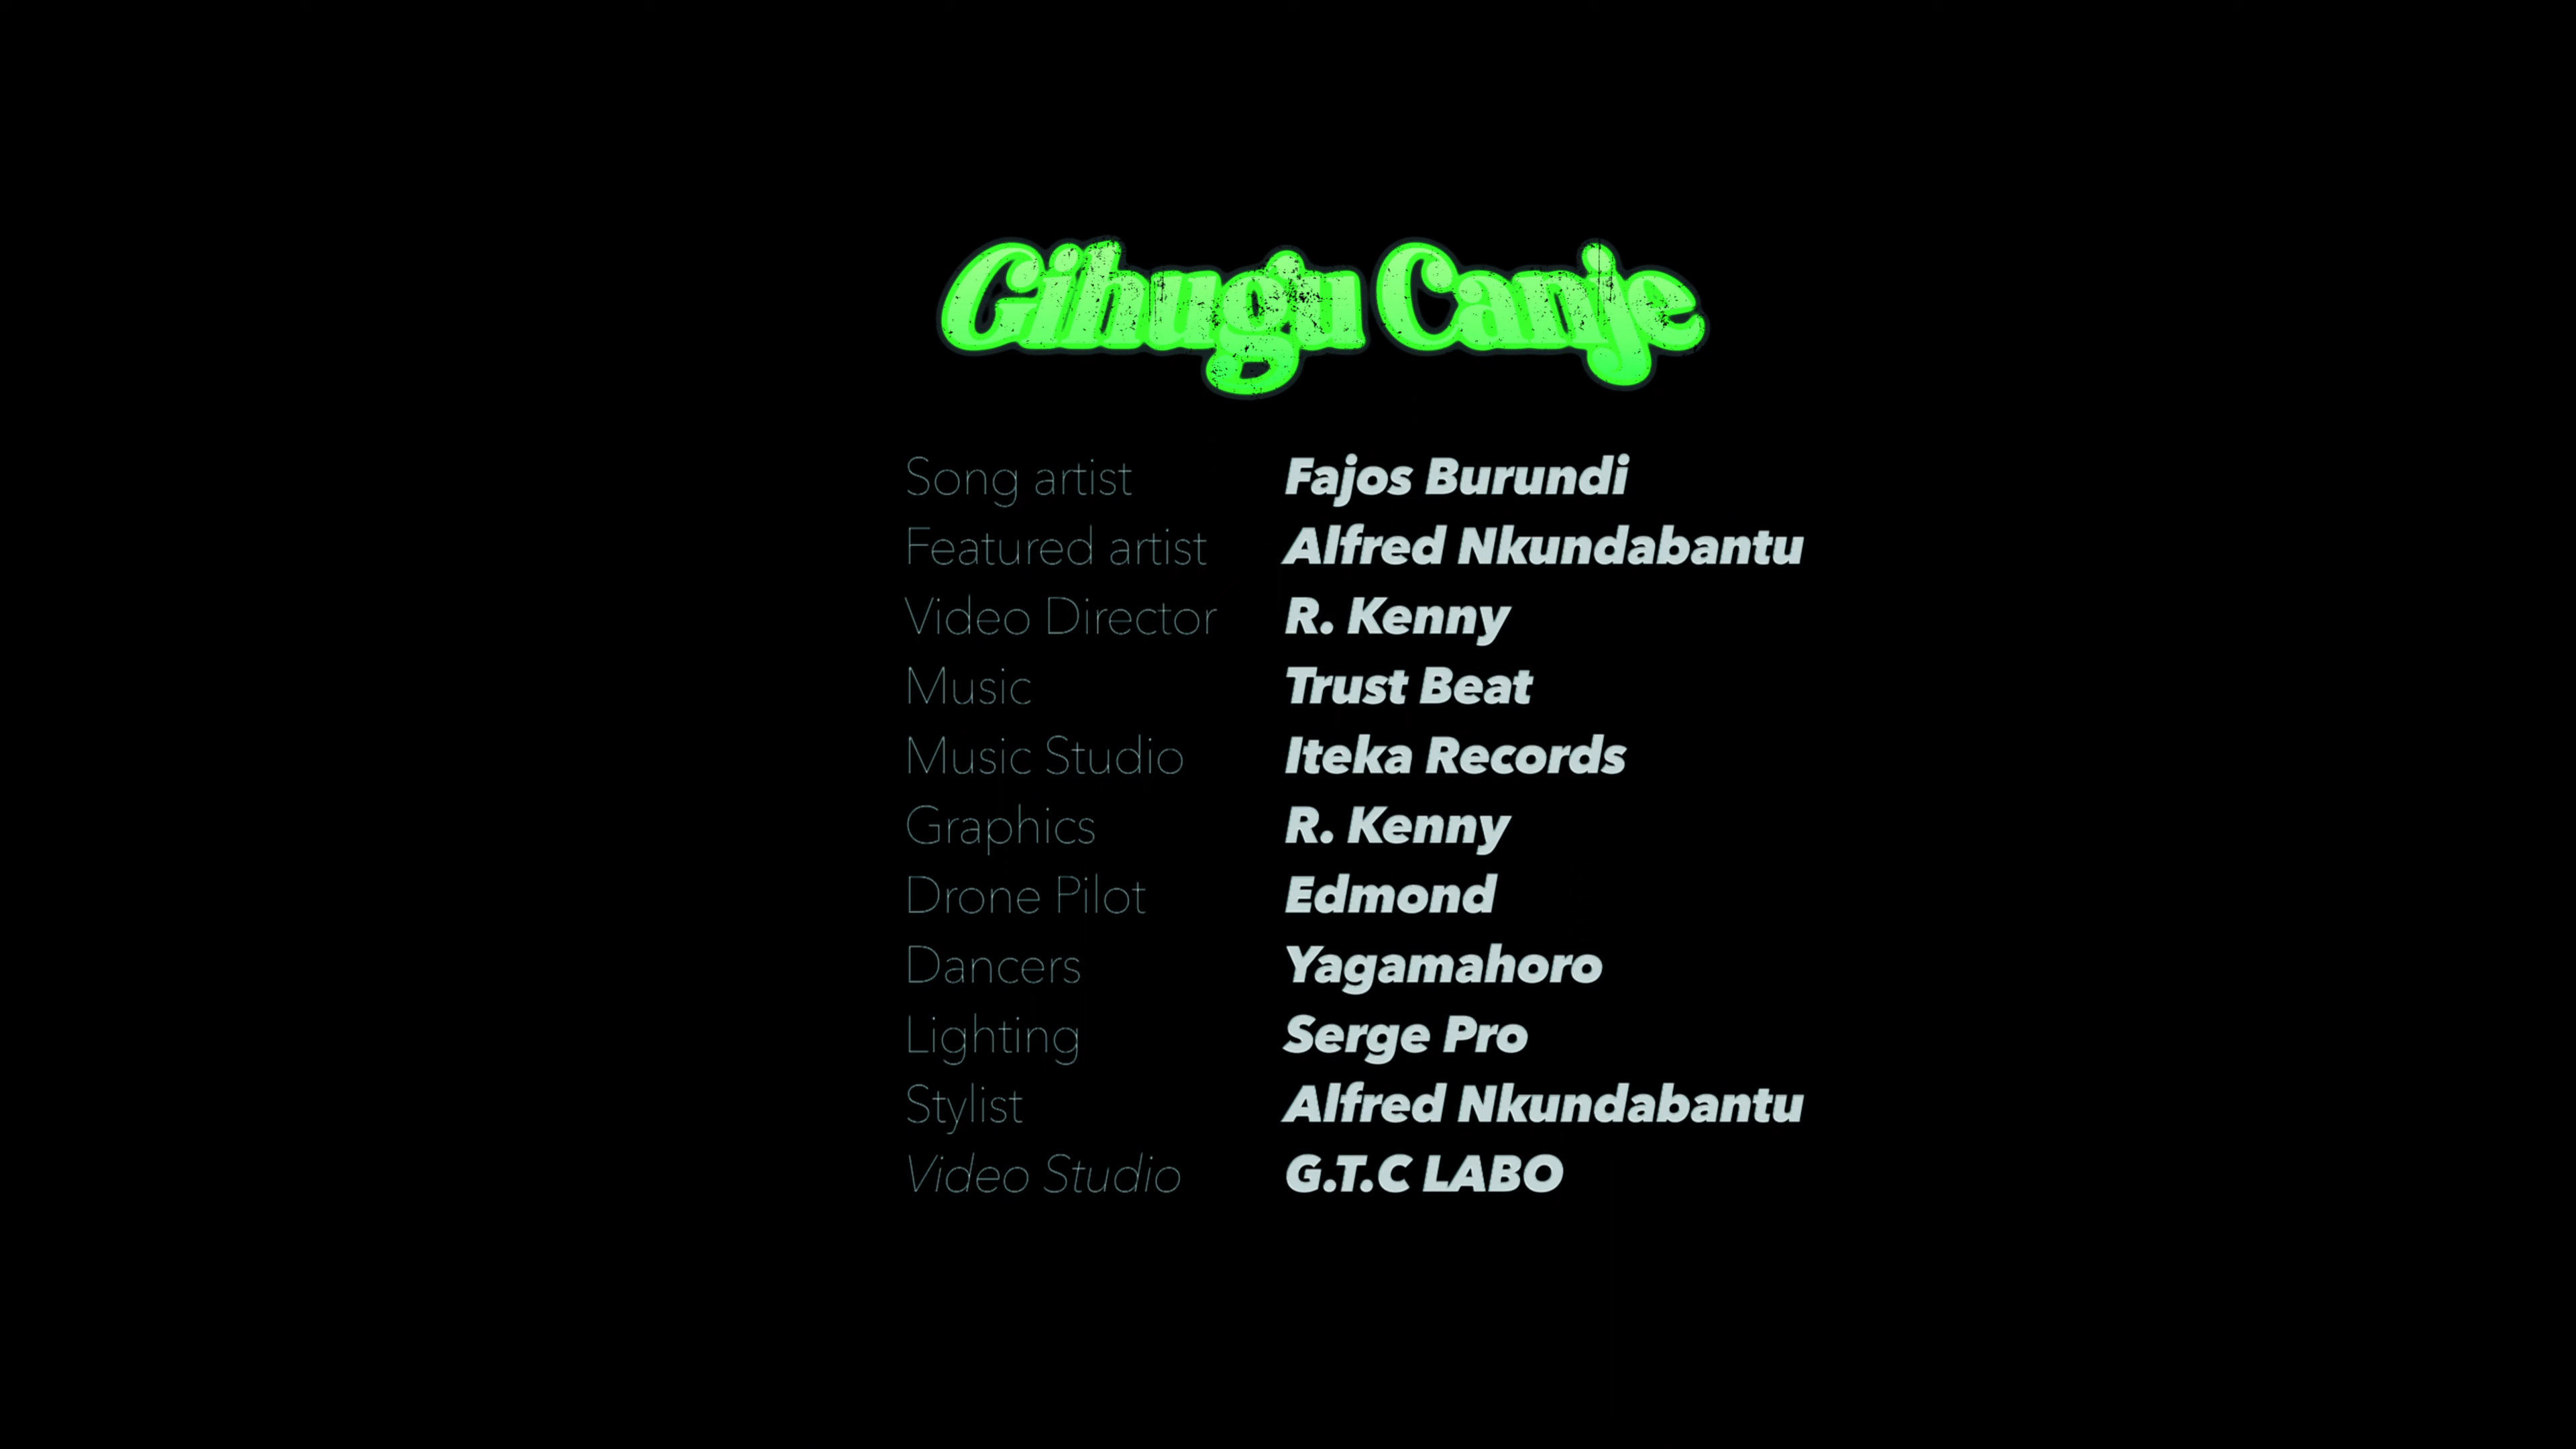 Gihugu Canje
Song artist Fajos Burundi
Featured artist Alfred Nkundabantu
Video Director R. Kenny
Music Trust Beat
Music Studio Iteka Records
Graphics R. Kenny
Drone Pilot Edmond
Dancers Yagamahoro
Lighting Serge Pro
Stylist Alfred Nkundabantu
Video Studio G.T.C LABO